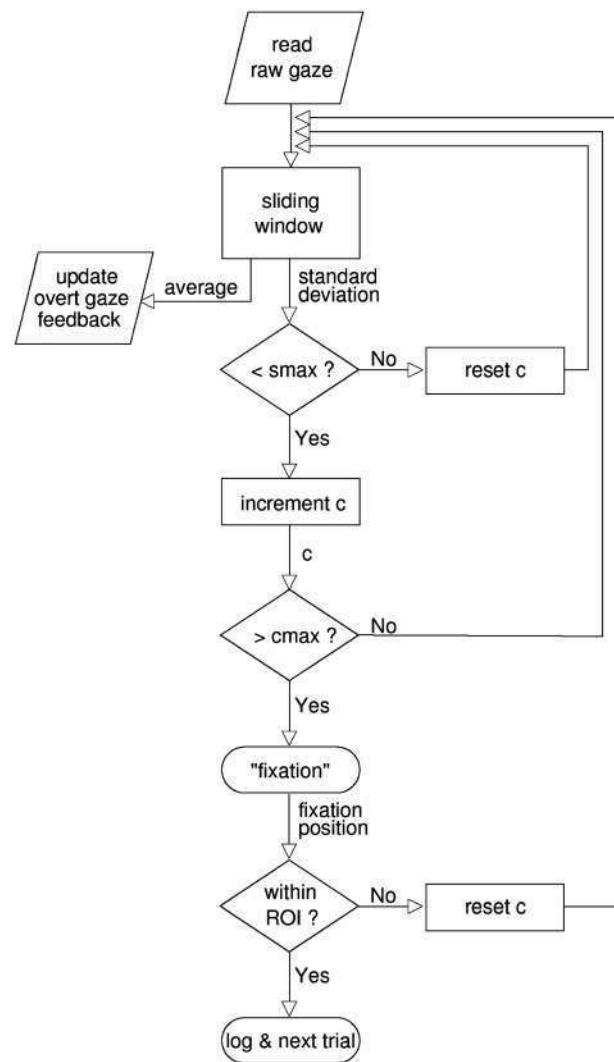 read
raw gaze
sliding
window
update
overt gaze
feedback
average
standard
deviation
< smax ?
No
reset c
Yes
increment c
c
> cmax ?
No
Yes
"fixation"
fixation
position
within
ROI ?
No
reset c
Yes
log & next trial